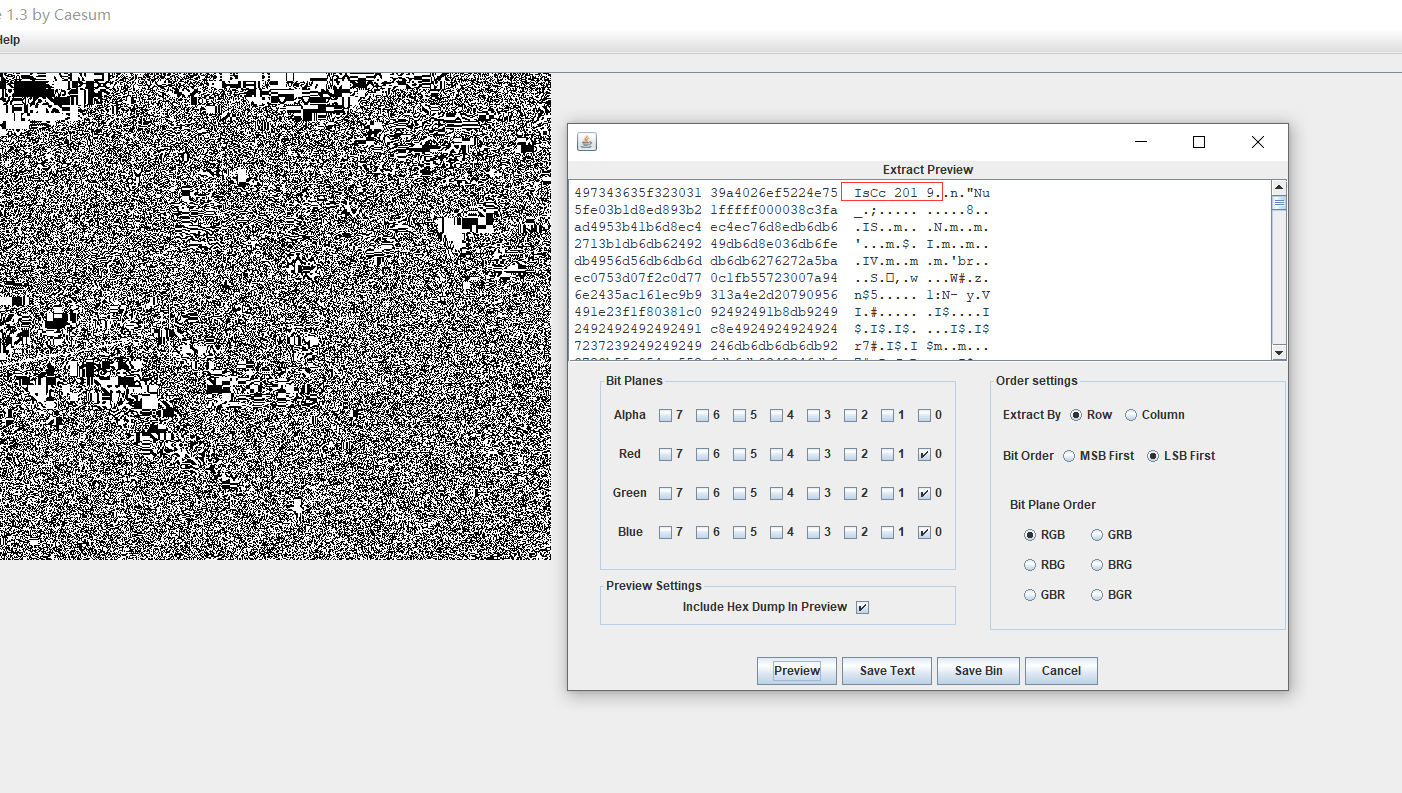 e 1.3 by Caesum
Help
Extract Preview
497343635f323031 39a4026ef5224e75 IsCc 201 9..n."Nu
5fe03b1d8ed893b2 1fffff000038c3fa _.;..... .....8..
ad4953b41b6d8ec4 ec4ec76d8edb6db6 .IS..m.. .N.m..m.
2713b1db6db62492 49db6d8e036db6fe '...m.$. I.m..m..
db4956d56db6db6d db6db6276272a5ba .IV.m..m m.'br..
ec0753d07f2c0d77 0c1fb55723007a94 ..S.▯,.w ...W#.z.
6e2435ac161ec9b9 313a4e2d20790956 n$5..... 1:N- y.V
491e23f1f80381c0 92492491b8db9249 I.#..... .I$....I
2492492492492491 c8e4924924924924 $.I$.I$. ...I$.I$
7237239249249249 246db6db6db6db92 r7#.I$.I $m..m...
Bit Planes
Alpha 7 6 5 4 3 2 1 0
Red 7 6 5 4 3 2 1 0
Green 7 6 5 4 3 2 1 0
Blue 7 6 5 4 3 2 1 0
Preview Settings
Include Hex Dump In Preview
Order settings
Extract By Row Column
Bit Order MSB First LSB First
Bit Plane Order
RGB GRB
RBG BRG
GBR BGR
Preview Save Text Save Bin Cancel